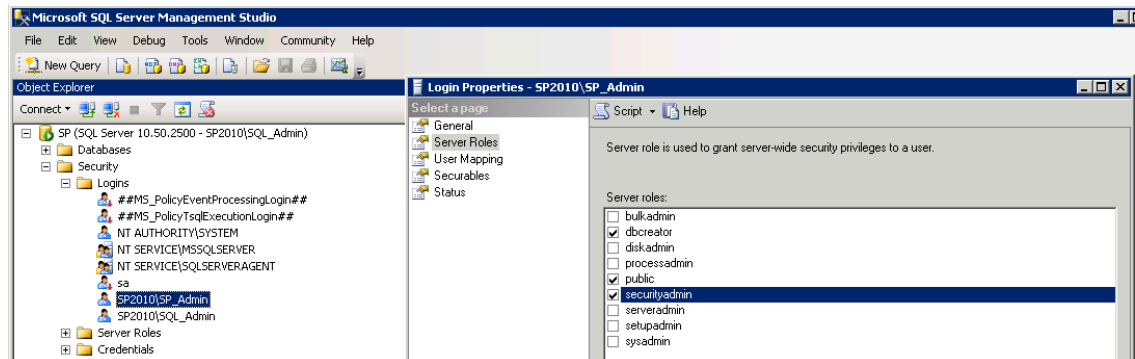 Microsoft SQL Server Management Studio
File Edit View Debug Tools Window Community Help
New Query
Object Explorer
Connect
SP (SQL Server 10.50.2500 - SP2010\SQL_Admin)
Databases
Security
Logins
##MS_PolicyEventProcessingLogin##
##MS_PolicyTsqlExecutionLogin##
NT AUTHORITY\SYSTEM
NT SERVICE\MSSQLSERVER
NT SERVICE\SQLSERVERAGENT
sa
SP2010\SP_Admin
SP2010\SQL_Admin
Server Roles
Credentials
Login Properties - SP2010\SP_Admin
Select a page
General
Server Roles
User Mapping
Securables
Status
Script Help
Server role is used to grant server-wide security privileges to a user.
Server roles:
bulkadmin
dbcreator
diskadmin
processadmin
public
securityadmin
serveradmin
setupadmin
sysadmin